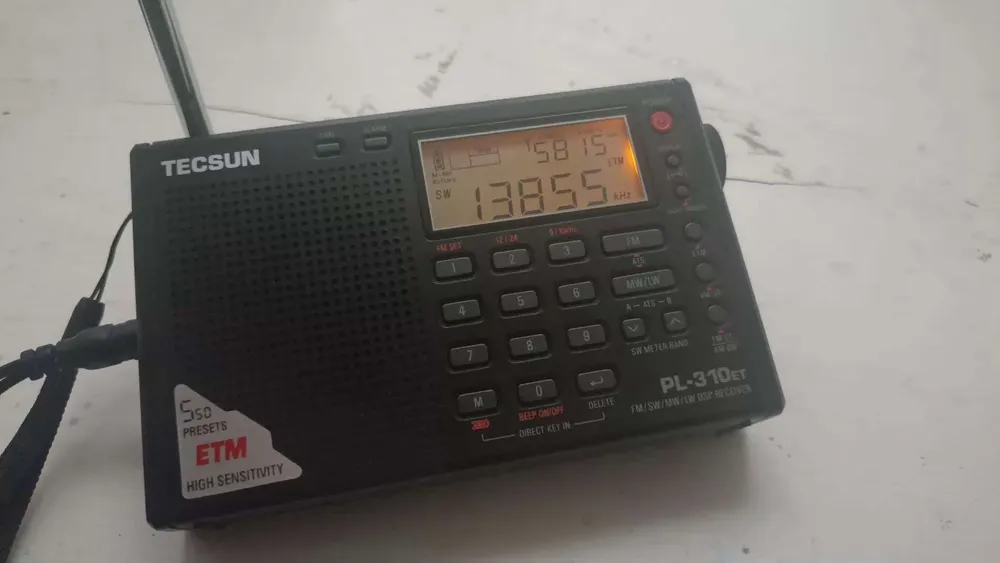 TECSUN
5815
ETM
SW 13855 kHz
FM SET 12 / 24 9 / 10kHz
1 2 3 FM
ATS
4 5 6 MW/LW
A — ATS — B
7 8 9
SW METER BAND
M 0
BEEP ON/OFF DELETE
DIRECT KEY IN
PL-310ET
FM/SW/MW/LW DSP RECEIVER
550
PRESETS
ETM
HIGH SENSITIVITY